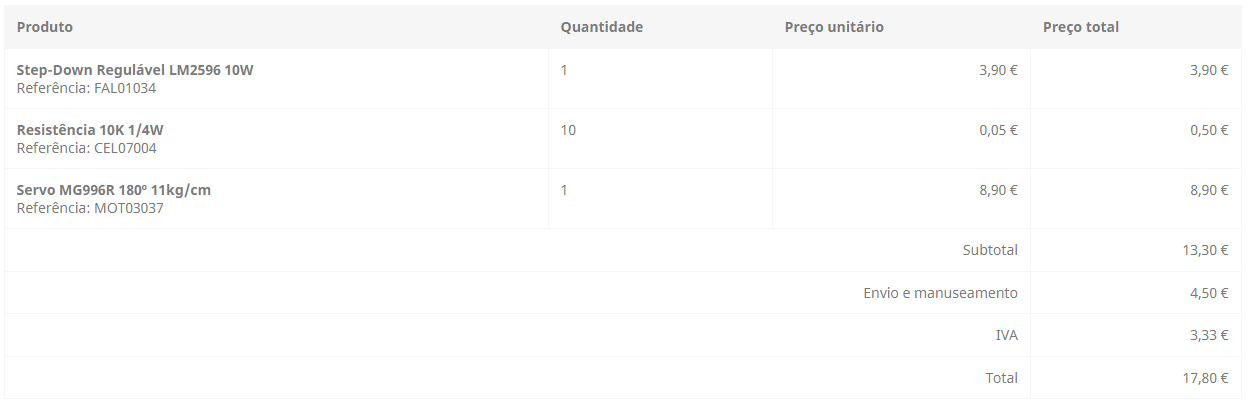 Produto Quantidade Preço unitário Preço total
Step-Down Regulável LM2596 10W 1 3,90 € 3,90 €
Referência: FAL01034
Resistência 10K 1/4W 10 0,05 € 0,50 €
Referência: CEL07004
Servo MG996R 180º 11kg/cm 1 8,90 € 8,90 €
Referência: MOT03037
Subtotal 13,30 €
Envio e manuseamento 4,50 €
IVA 3,33 €
Total 17,80 €